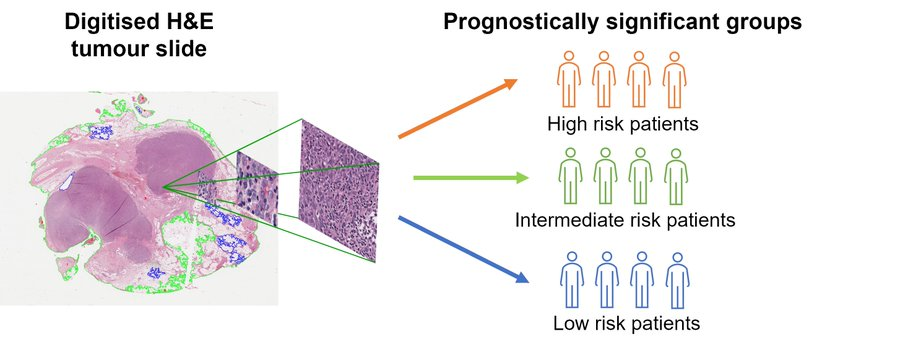 Digitised H&E
tumour slide
Prognostically significant groups
High risk patients
Intermediate risk patients
Low risk patients